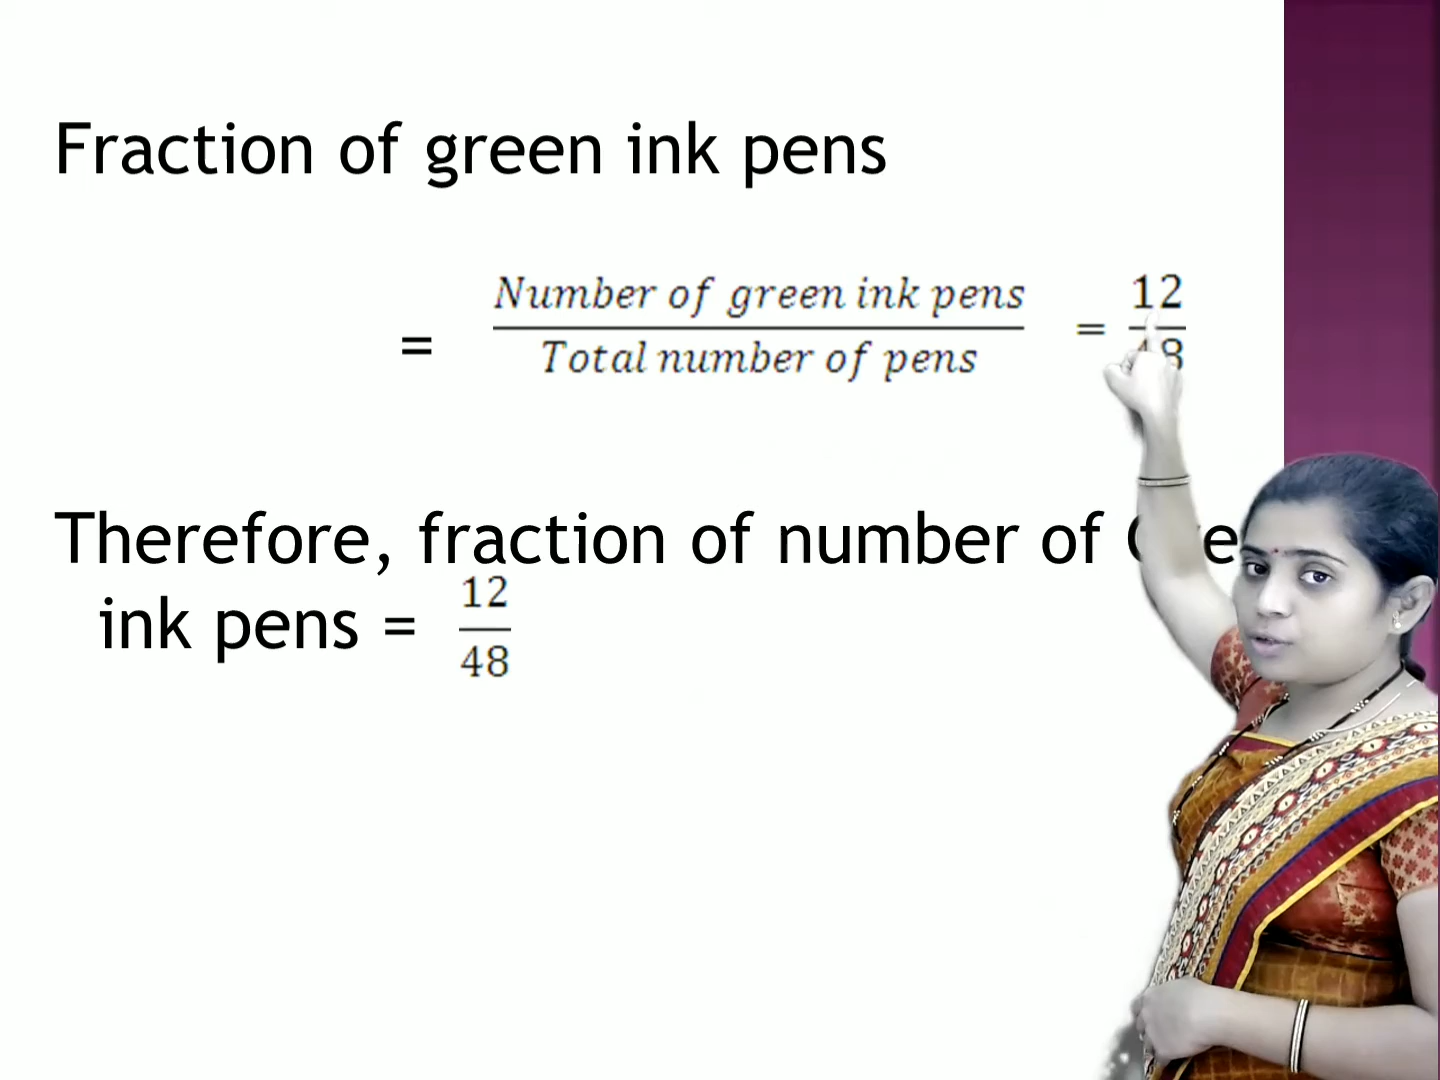 Fraction of green ink pens
= Number of green ink pens / Total number of pens = 12 / 48
Therefore, fraction of number of
ink pens = 12 / 48